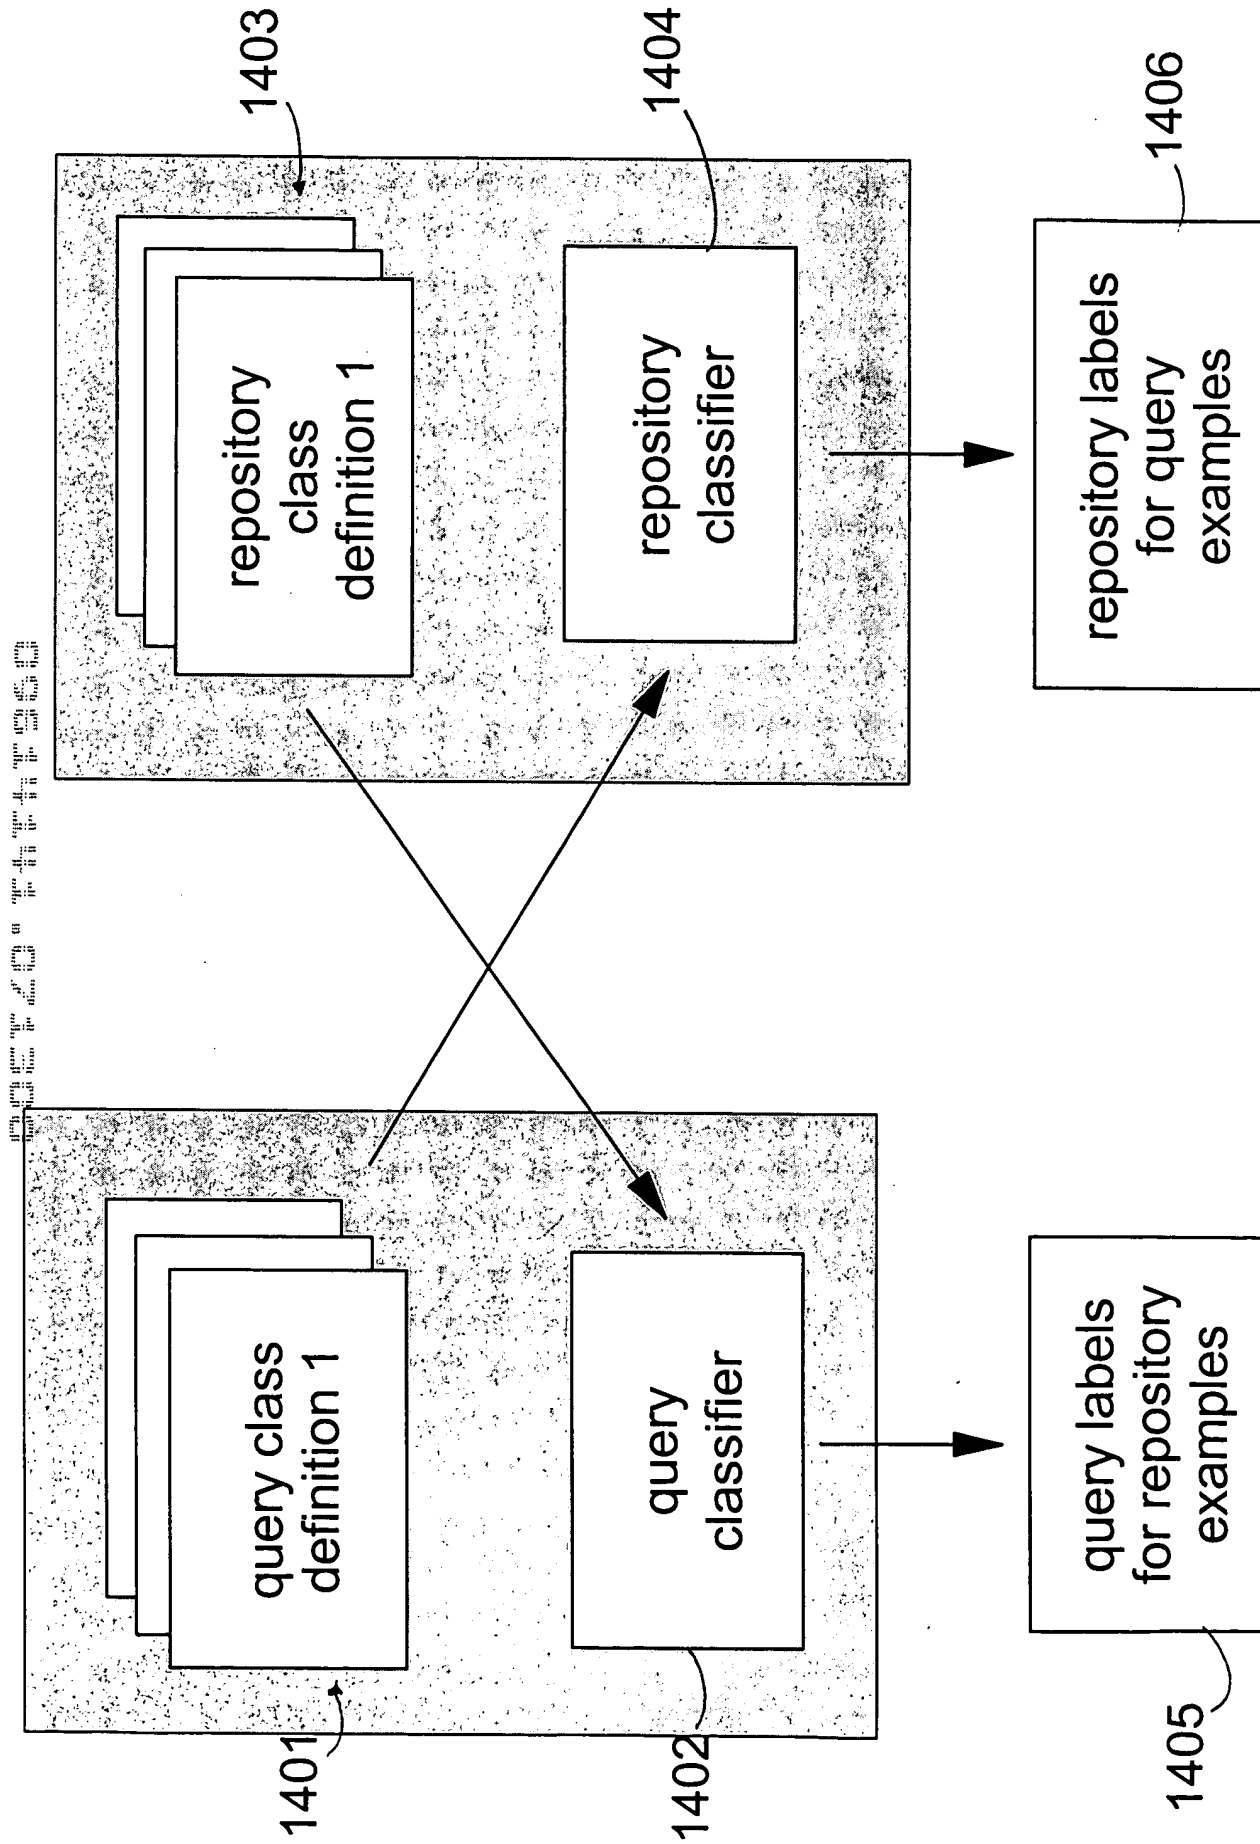 query class
definition 1
1401
query
classifier
1402
query labels
for repository
examples
1405
repository
class
definition 1
1403
repository
classifier
1404
repository labels
for query
examples
1406